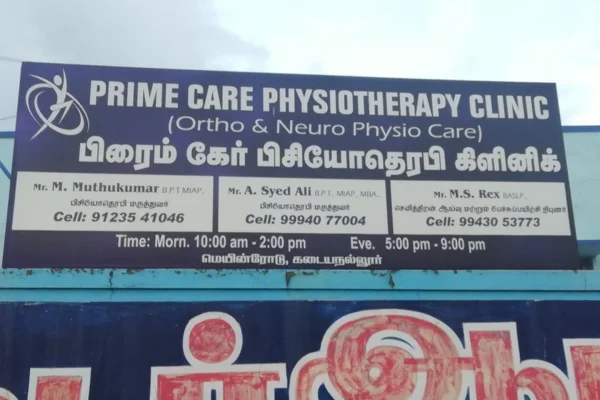 PRIME CARE PHYSIOTHERAPY CLINIC
(Ortho & Neuro Physio Care)
பிரைம் கேர் பிசியோதெரபி கிளினிக்
Mr. M. Muthukumar B.P.T MIAP.,
பிசியோதெரபி மருத்துவர்
Cell: 91235 41046
Mr. A. Syed Ali B.P.T., MIAP., MBA.,
பிசியோதெரபி மருத்துவர்
Cell: 99940 77004
Mr. M.S. Rex BASLP.,
செவித்திறன் ஆய்வு மற்றும் பேச்சுப்பயிற்சி நிபுணர்
Cell: 99430 53773
Time: Morn. 10:00 am - 2:00 pm Eve. 5:00 pm - 9:00 pm
மெயின்ரோடு, கடையநல்லூர்